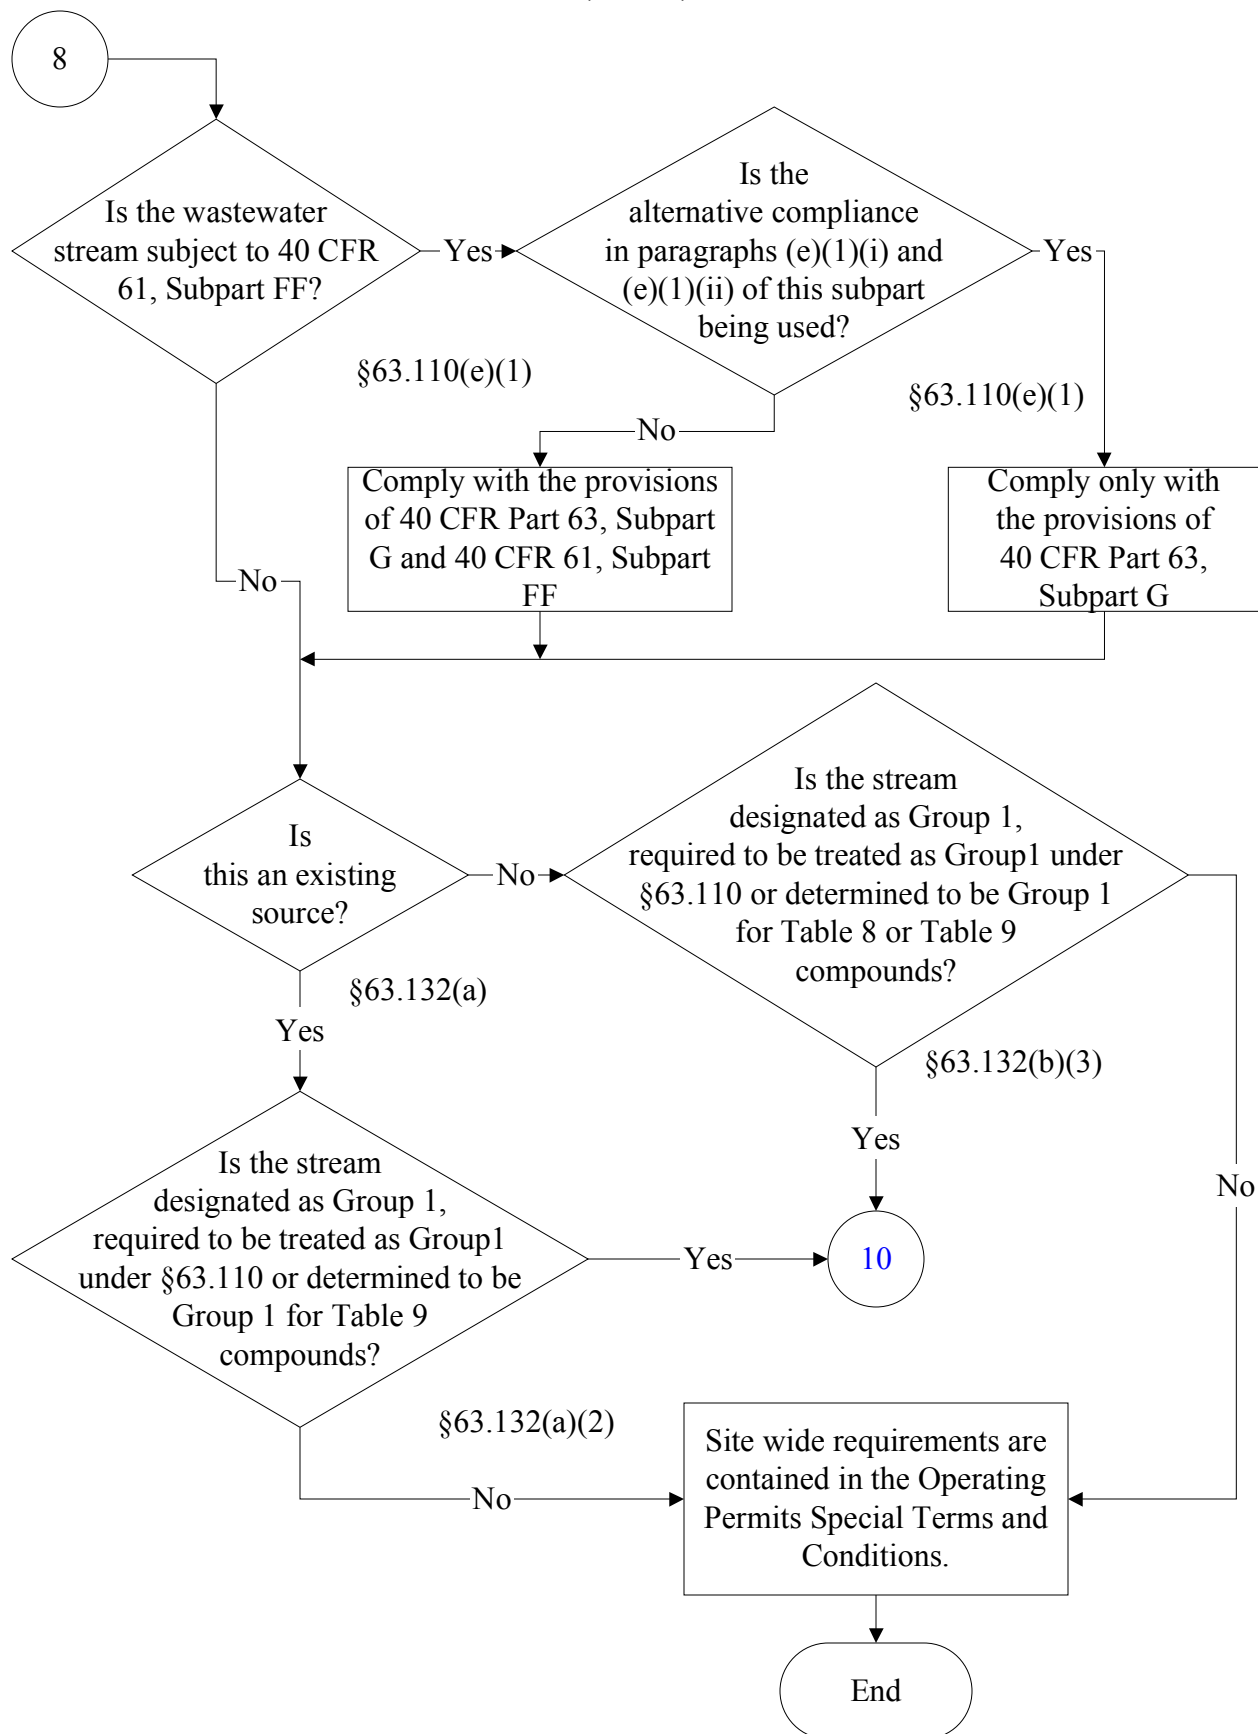 8
Is the wastewater
stream subject to 40 CFR
61, Subpart FF?
Yes
Is the
alternative compliance
in paragraphs (e)(1)(i) and
(e)(1)(ii) of this subpart
being used?
Yes
§63.110(e)(1)
§63.110(e)(1)
No
Comply with the provisions
of 40 CFR Part 63, Subpart
G and 40 CFR 61, Subpart
FF
Comply only with
the provisions of
40 CFR Part 63,
Subpart G
No
Is
this an existing
source?
No
Is the stream
designated as Group 1,
required to be treated as Group1 under
§63.110 or determined to be Group 1
for Table 8 or Table 9
compounds?
§63.132(a)
Yes
§63.132(b)(3)
Yes
No
Is the stream
designated as Group 1,
required to be treated as Group1
under §63.110 or determined to be
Group 1 for Table 9
compounds?
Yes
10
§63.132(a)(2)
No
Site wide requirements are
contained in the Operating
Permits Special Terms and
Conditions.
End